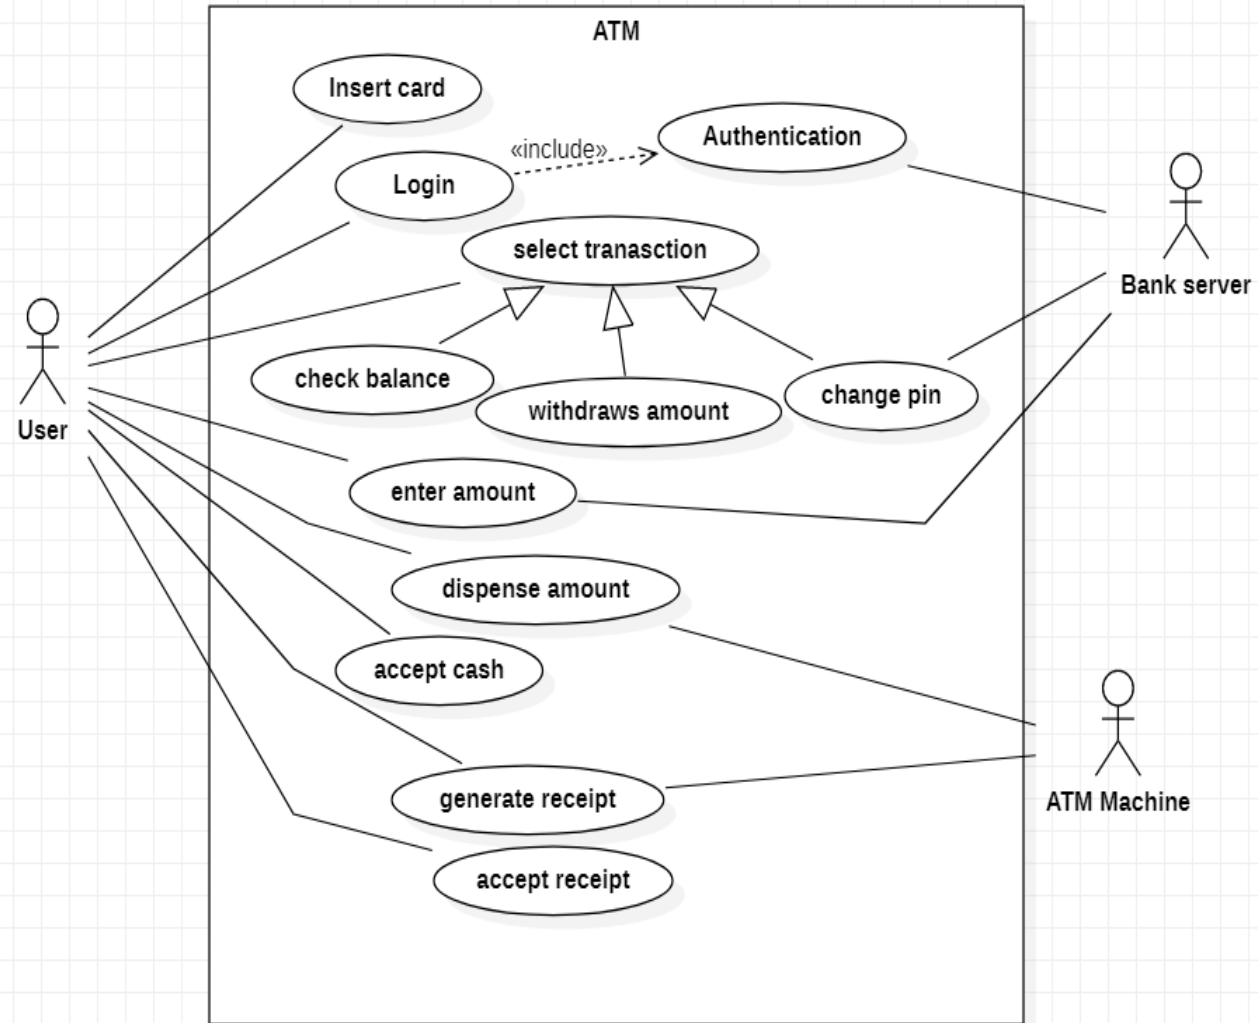 ATM
Insert card
Authentication
«include»
Login
select tranasction
Bank server
check balance
withdraws amount
change pin
User
enter amount
dispense amount
accept cash
generate receipt
ATM Machine
accept receipt